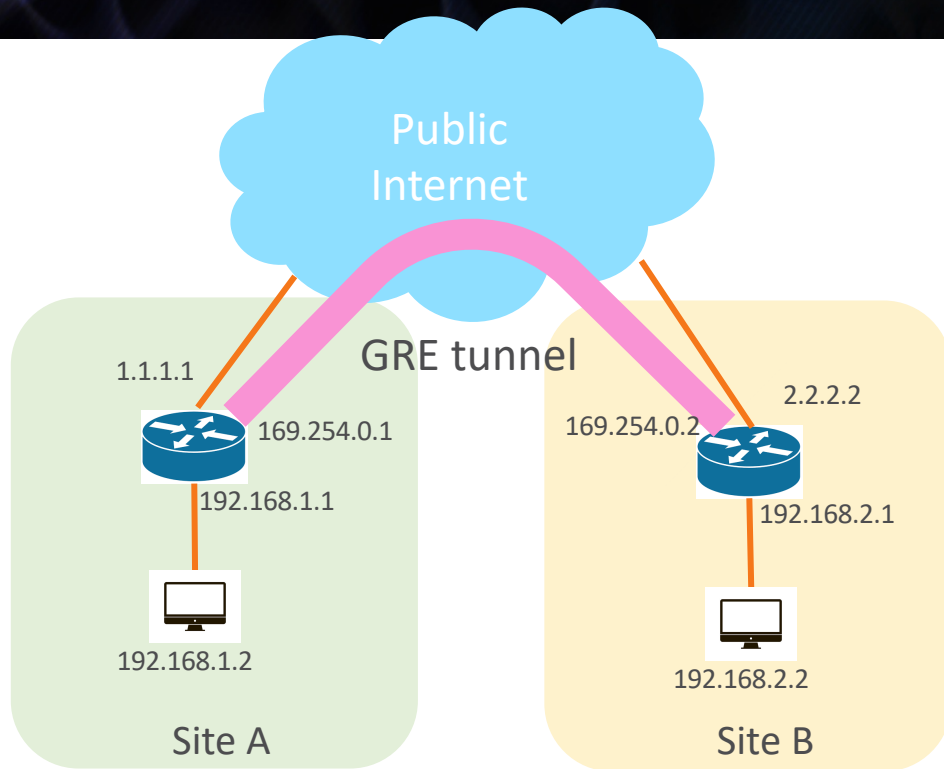 Public
Internet
GRE tunnel
1.1.1.1
2.2.2.2
169.254.0.1
169.254.0.2
192.168.1.1
192.168.2.1
192.168.1.2
192.168.2.2
Site A
Site B